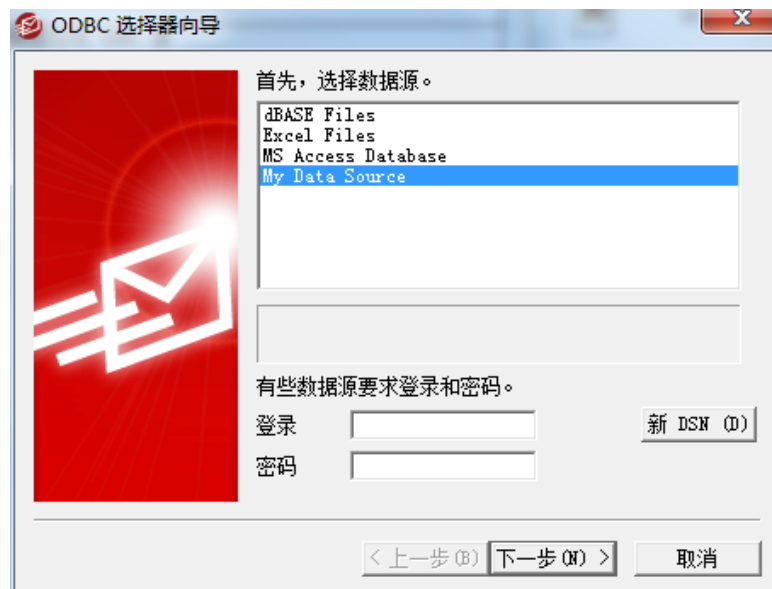 ODBC 选择器向导
首先，选择数据源。
dBASE Files
Excel Files
MS Access Database
My Data Source
有些数据源要求登录和密码。
登录
新 DSN (D)
密码
< 上一步(B)
下一步(N) >
取消